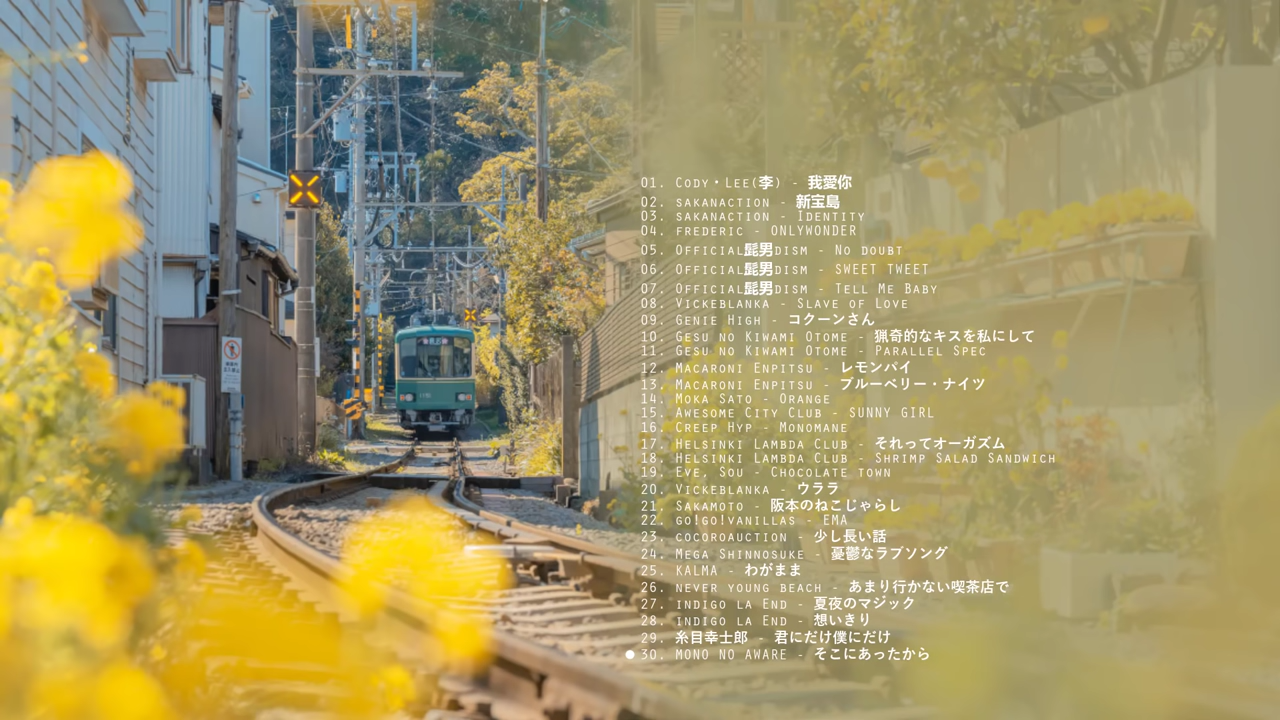 01. Cody・Lee(李) - 我愛你
02. sakanaction - 新宝島
03. sakanaction - Identity
04. frederic - ONLYWONDER
05. Official髭男dism - No doubt
06. Official髭男dism - SWEET TWEET
07. Official髭男dism - Tell Me Baby
08. Vickeblanka - Slave of Love
09. Genie High - コクーンさん
10. Gesu no Kiwami Otome - 猟奇的なキスを私にして
11. Gesu no Kiwami Otome - Parallel Spec
12. Macaroni Enpitsu - レモンパイ
13. Macaroni Enpitsu - ブルーベリー・ナイツ
14. Moka Sato - Orange
15. Awesome City Club - SUNNY GIRL
16. Creep Hyp - Monomane
17. Helsinki Lambda Club - それってオーガズム
18. Helsinki Lambda Club - Shrimp Salad Sandwich
19. Eve, Sou - Chocolate town
20. Vickeblanka - ウララ
21. Sakamoto - 阪本のねこじゃらし
22. go!go!vanillas - EMA
23. cocoroauction - 少し長い話
24. Mega Shinnosuke - 憂鬱なラブソング
25. KALMA - わがまま
26. never young beach - あまり行かない喫茶店で
27. indigo la End - 夏夜のマジック
28. indigo la End - 想いきり
29. 糸目幸士郎 - 君にだけ僕にだけ
30. MONO NO AWARE - そこにあったから